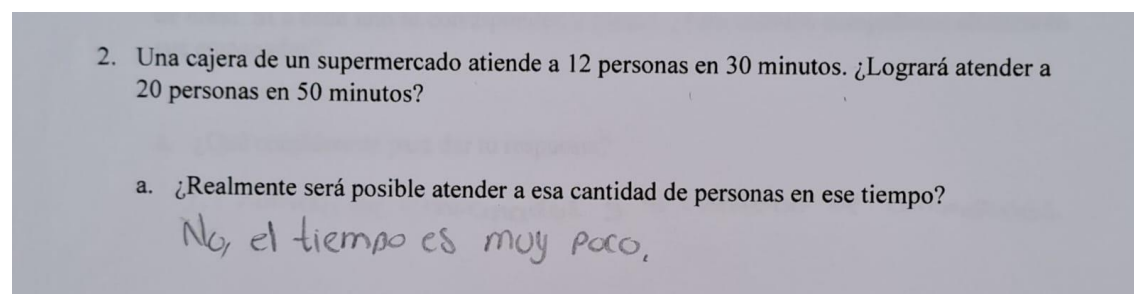 2. Una cajera de un supermercado atiende a 12 personas en 30 minutos. ¿Logrará atender a
20 personas en 50 minutos?
a. ¿Realmente será posible atender a esa cantidad de personas en ese tiempo?
No, el tiempo es muy poco.